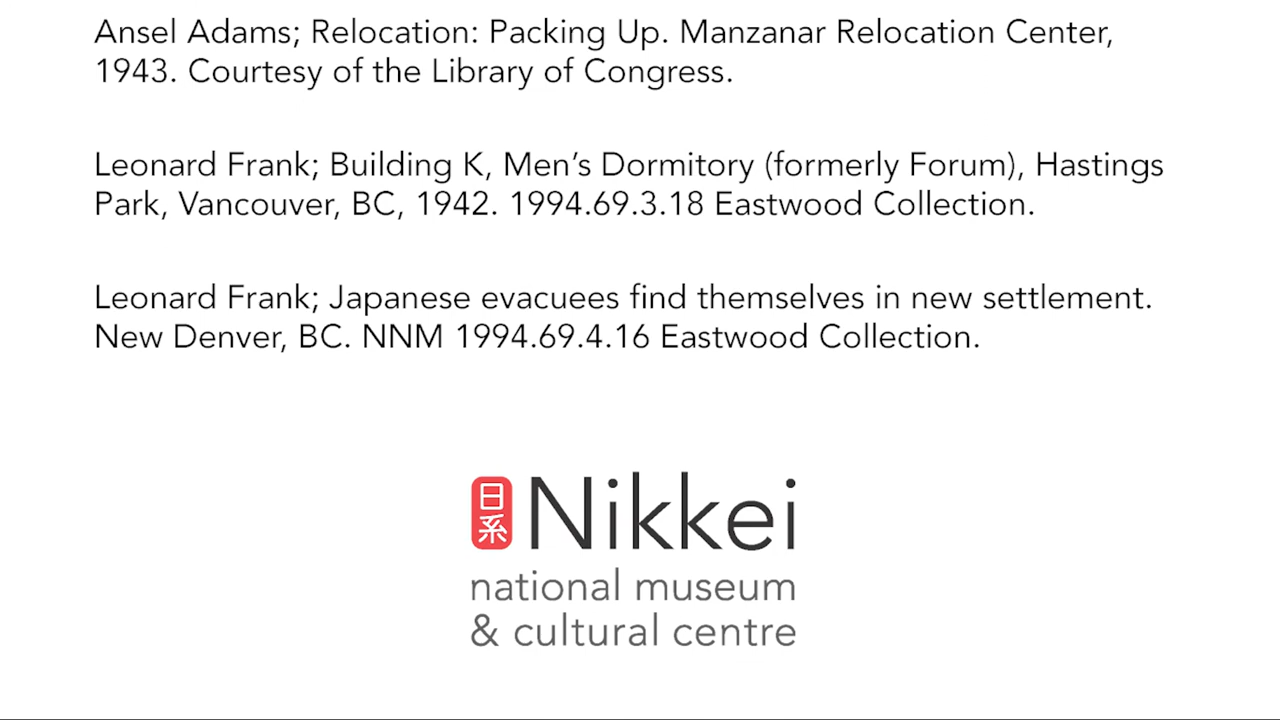 Ansel Adams; Relocation: Packing Up. Manzanar Relocation Center,
1943. Courtesy of the Library of Congress.
Leonard Frank; Building K, Men’s Dormitory (formerly Forum), Hastings
Park, Vancouver, BC, 1942. 1994.69.3.18 Eastwood Collection.
Leonard Frank; Japanese evacuees find themselves in new settlement.
New Denver, BC. NNM 1994.69.4.16 Eastwood Collection.
日系
Nikkei
national museum
& cultural centre